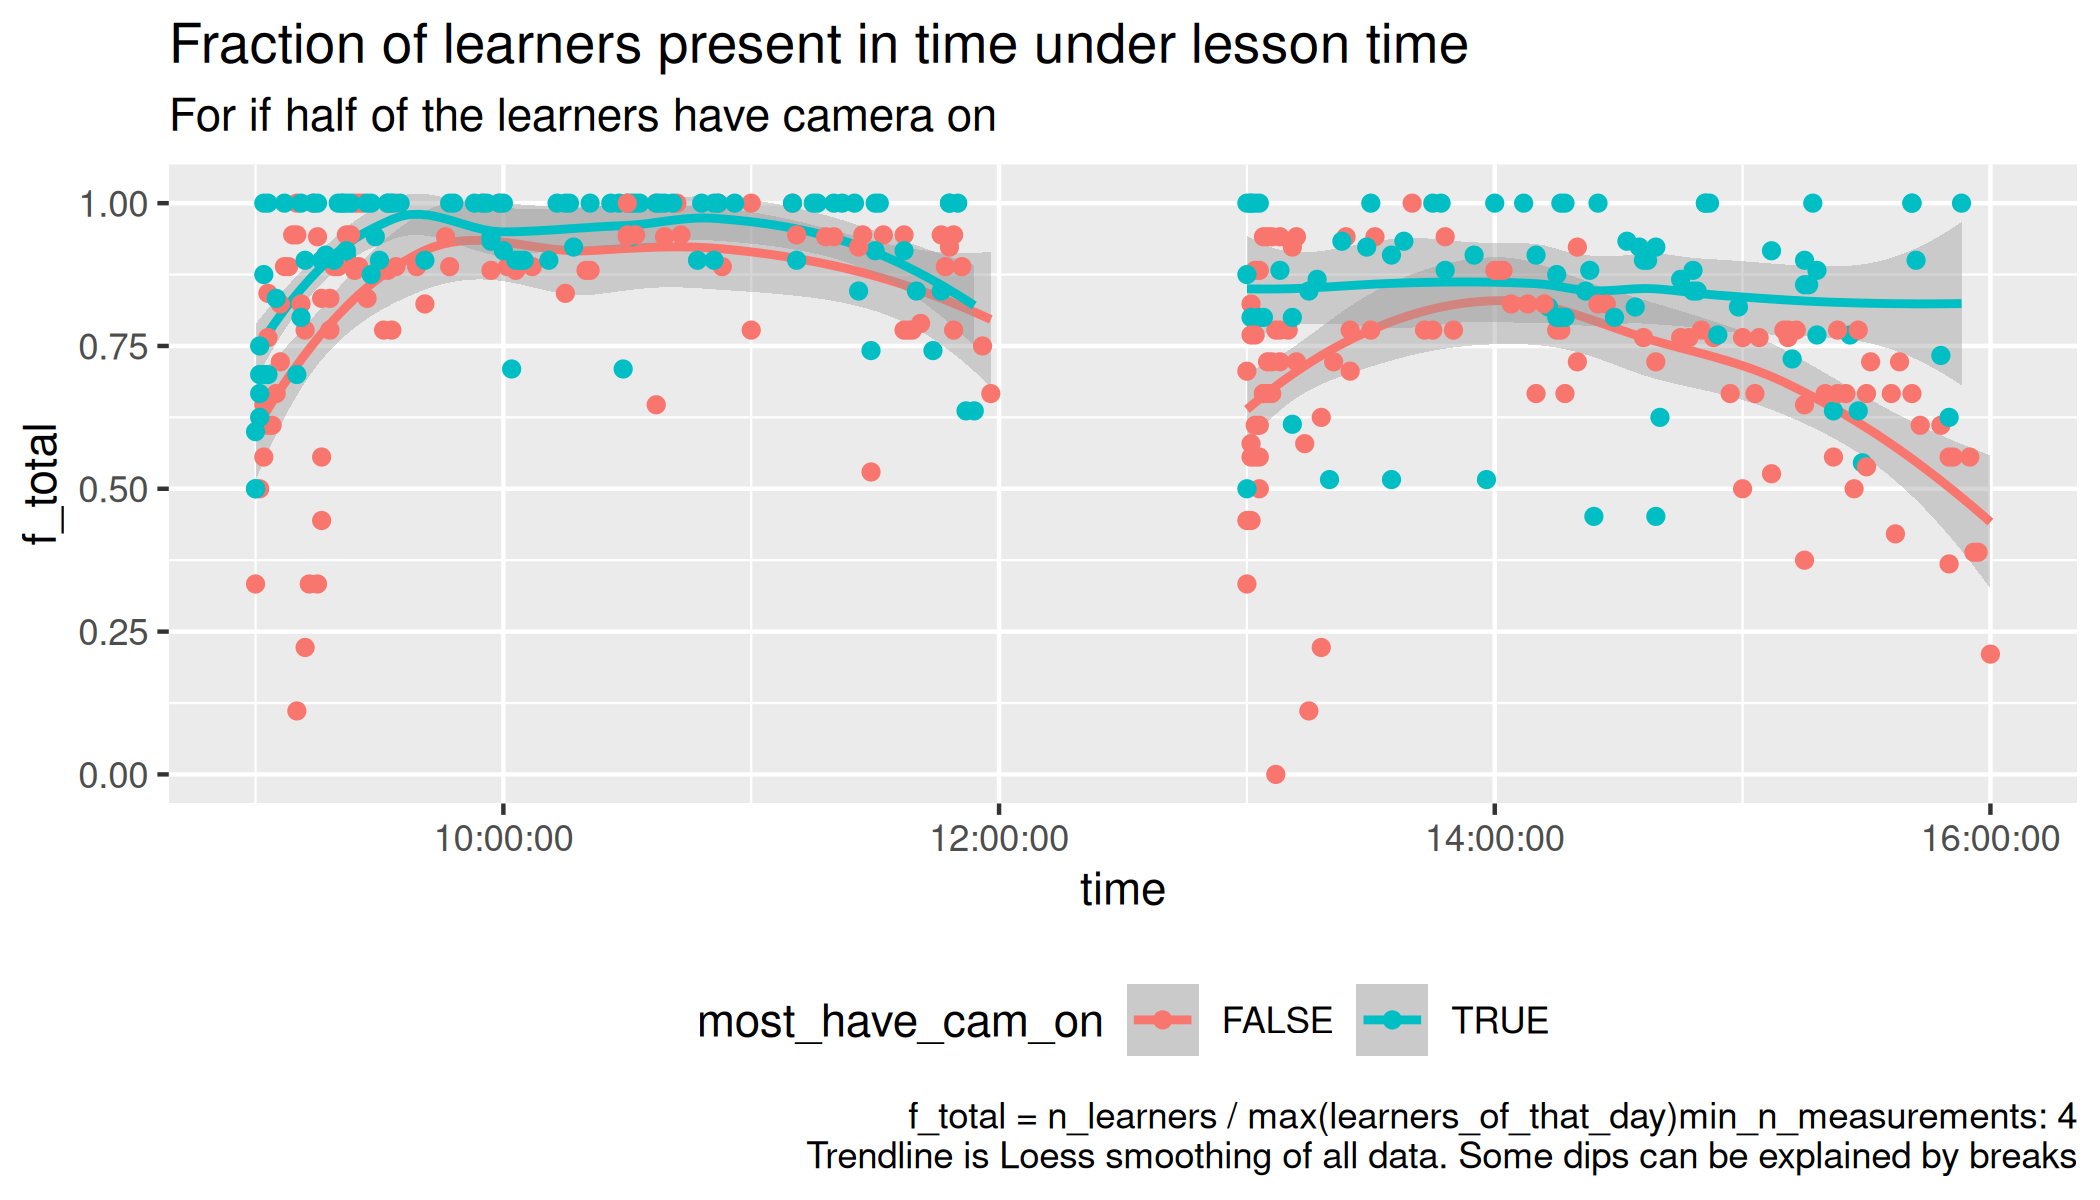 Fraction of learners present in time under lesson time
For if half of the learners have camera on
f_total
1.00
0.75
0.50
0.25
0.00
10:00:00 12:00:00 14:00:00 16:00:00
time
most_have_cam_on FALSE TRUE
f_total = n_learners / max(learners_of_that_day)min_n_measurements: 4
Trendline is Loess smoothing of all data. Some dips can be explained by breaks